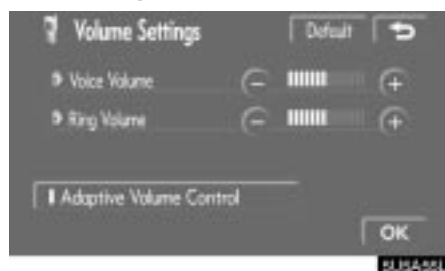 Volume Settings
Default
Voice Volume
Ring Volume
Adaptive Volume Control
OK